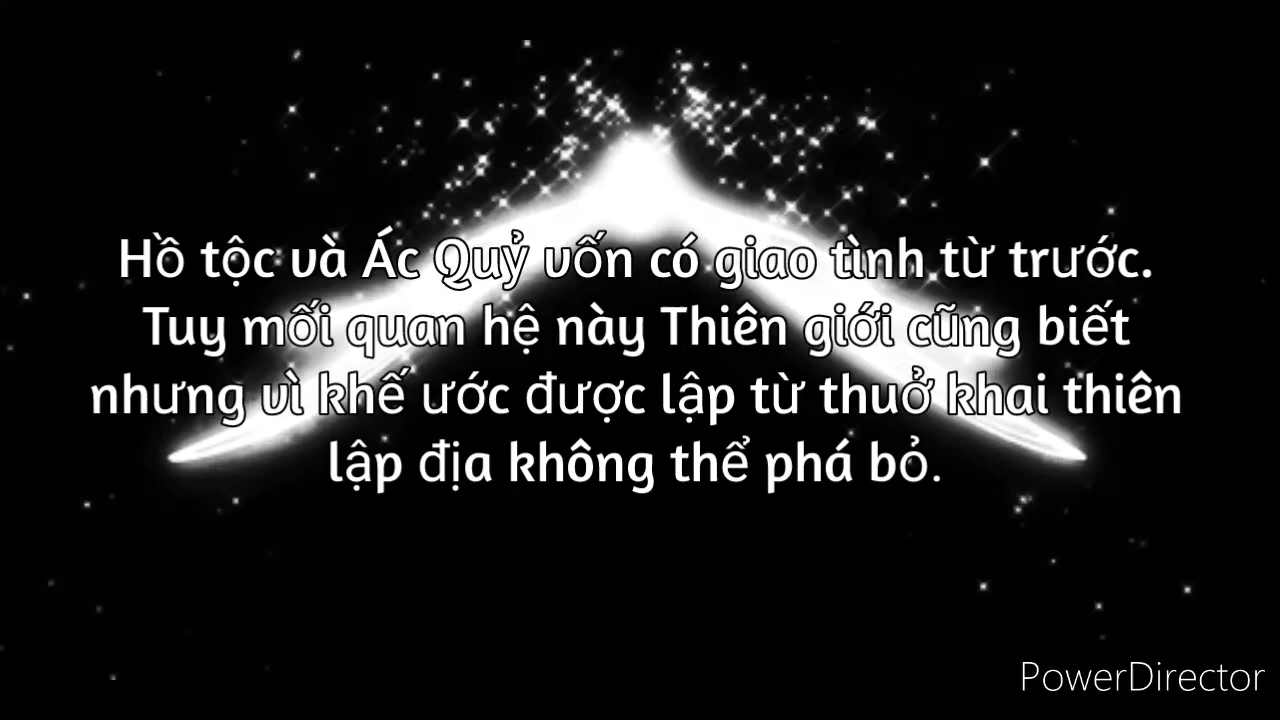 Hồ tộc và Ác Quỷ vốn có giao tình từ trước.
Tuy mối quan hệ này Thiên giới cũng biết
nhưng vì khế ước được lập từ thuở khai thiên
lập địa không thể phá bỏ.
PowerDirector